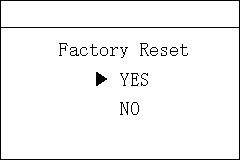 Factory Reset
YES
NO